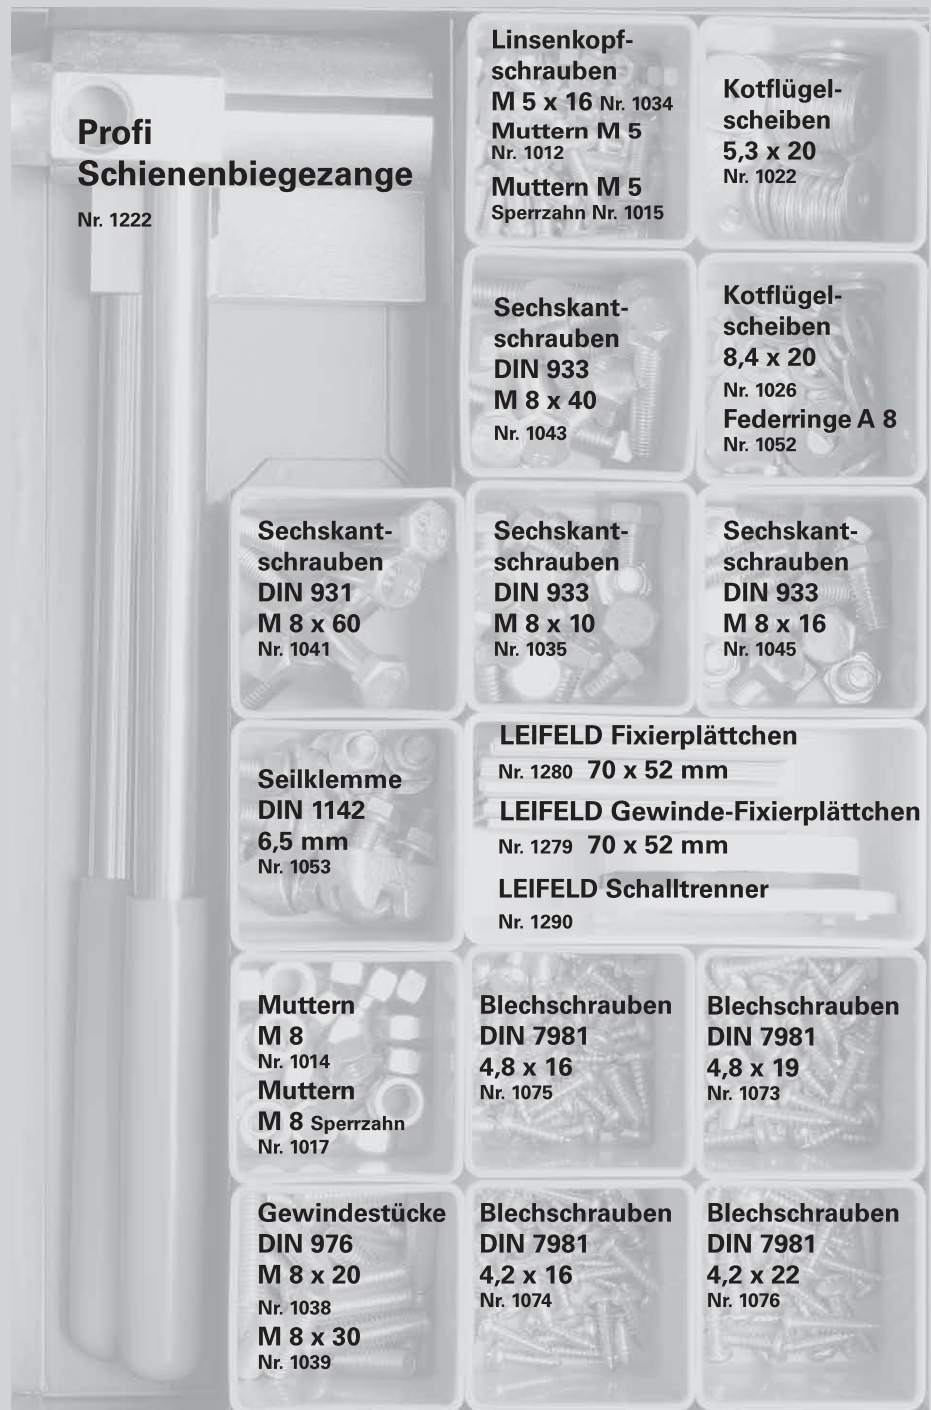 Profi
Schienenbiegezange
Nr. 1222
Linsenkopf-
schrauben
M 5 x 16 Nr. 1034
Muttern M 5
Nr. 1012
Muttern M 5
Sperrzahn Nr. 1015
Kotflügel-
scheiben
5,3 x 20
Nr. 1022
Sechskant-
schrauben
DIN 933
M 8 x 40
Nr. 1043
Kotflügel-
scheiben
8,4 x 20
Nr. 1026
Federringe A 8
Nr. 1052
Sechskant-
schrauben
DIN 931
M 8 x 60
Nr. 1041
Sechskant-
schrauben
DIN 933
M 8 x 10
Nr. 1035
Sechskant-
schrauben
DIN 933
M 8 x 16
Nr. 1045
Seilklemme
DIN 1142
6,5 mm
Nr. 1053
LEIFELD Fixierplättchen
Nr. 1280 70 x 52 mm
LEIFELD Gewinde-Fixierplättchen
Nr. 1279 70 x 52 mm
LEIFELD Schalltrenner
Nr. 1290
Muttern
M 8
Nr. 1014
Muttern
M 8 Sperrzahn
Nr. 1017
Blechschrauben
DIN 7981
4,8 x 16
Nr. 1075
Blechschrauben
DIN 7981
4,8 x 19
Nr. 1073
Gewindestücke
DIN 976
M 8 x 20
Nr. 1038
M 8 x 30
Nr. 1039
Blechschrauben
DIN 7981
4,2 x 16
Nr. 1074
Blechschrauben
DIN 7981
4,2 x 22
Nr. 1076